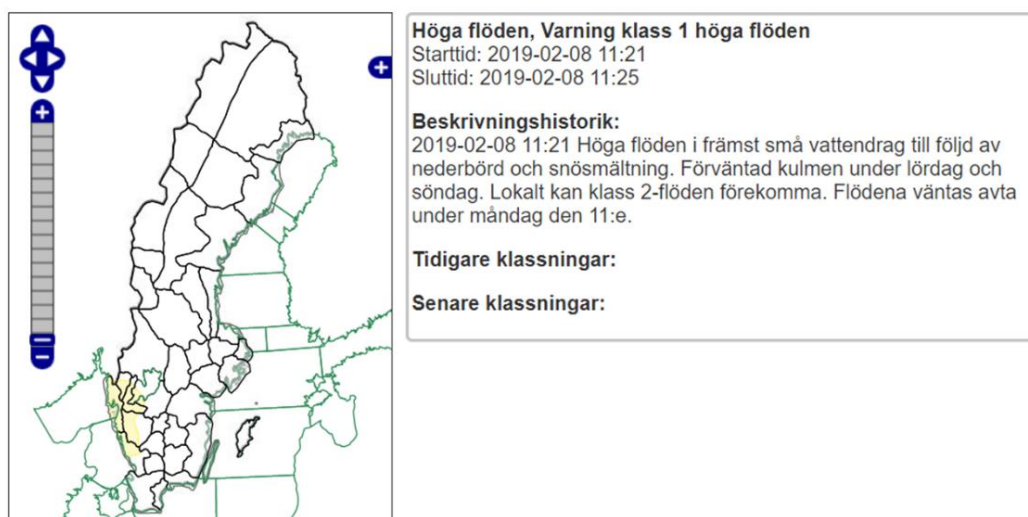 Höga flöden, Varning klass 1 höga flöden
Starttid: 2019-02-08 11:21
Sluttid: 2019-02-08 11:25
Beskrivningshistorik:
2019-02-08 11:21 Höga flöden i främst små vattendrag till följd av
nederbörd och snösmältning. Förväntad kulmen under lördag och
söndag. Lokalt kan klass 2-flöden förekomma. Flödena väntas avta
under måndag den 11:e.
Tidigare klassningar:
Senare klassningar: